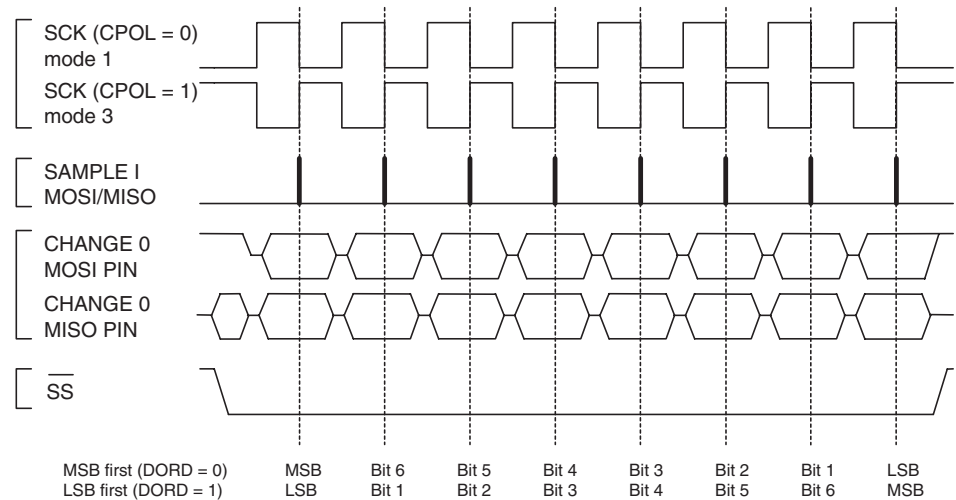 SCK (CPOL = 0)
mode 1
SCK (CPOL = 1)
mode 3
SAMPLE I
MOSI/MISO
CHANGE 0
MOSI PIN
CHANGE 0
MISO PIN
SS
MSB first (DORD = 0) MSB Bit 6 Bit 5 Bit 4 Bit 3 Bit 2 Bit 1 LSB
LSB first (DORD = 1) LSB Bit 1 Bit 2 Bit 3 Bit 4 Bit 5 Bit 6 MSB